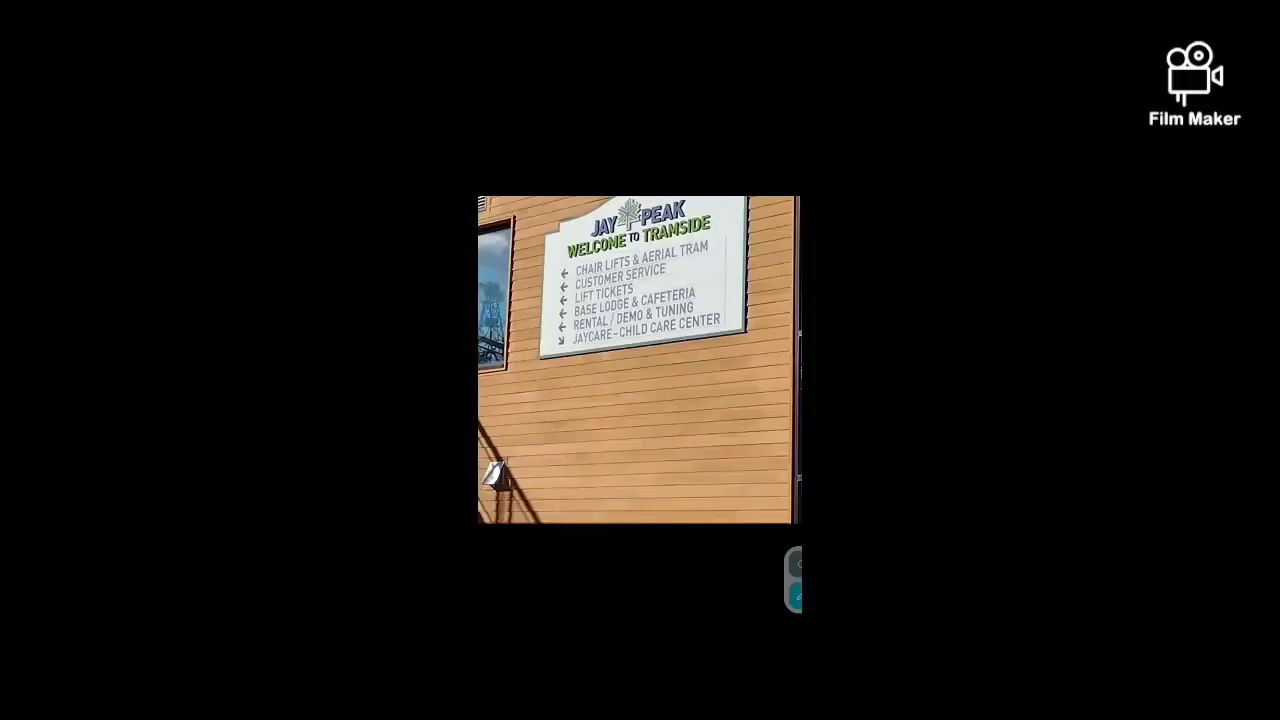 Film Maker
JAY PEAK
WELCOME TO TRAMSIDE
← CHAIR LIFTS & AERIAL TRAM
← CUSTOMER SERVICE
← LIFT TICKETS
← BASE LODGE & CAFETERIA
← RENTAL / DEMO & TUNING
↘ JAYCARE-CHILD CARE CENTER